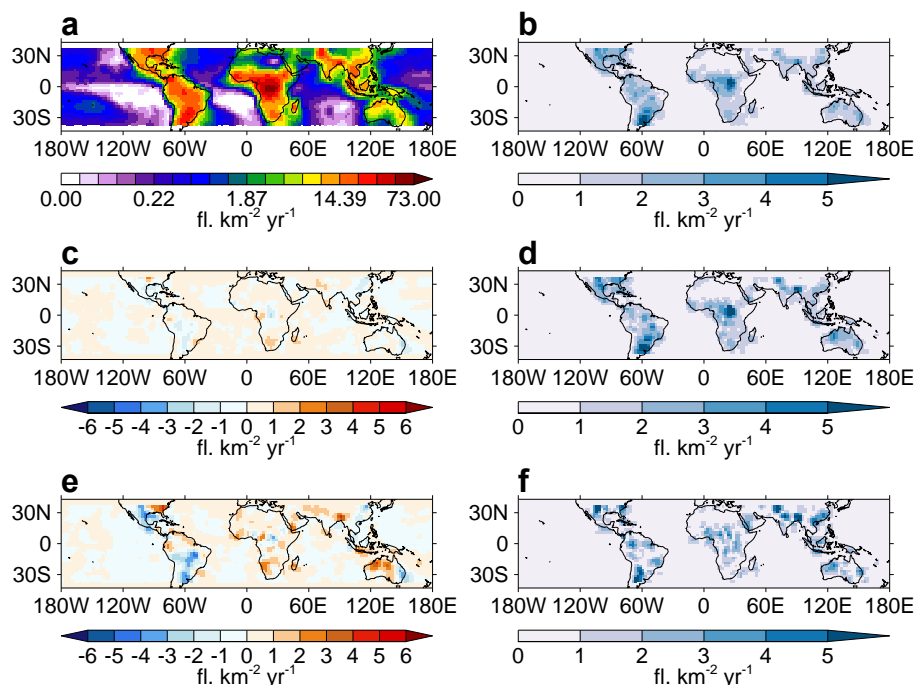 a
b
30N 0 30S
180W 120W 60W 0 60E 120E 180E
180W 120W 60W 0 60E 120E 180E
0.00 0.22 1.87 14.39 73.00
0 1 2 3 4 5
fl. km-2 yr-1
fl. km-2 yr-1
c
d
30N 0 30S
30N 0 30S
180W 120W 60W 0 60E 120E 180E
180W 120W 60W 0 60E 120E 180E
-6 -5 -4 -3 -2 -1 0 1 2 3 4 5 6
0 1 2 3 4 5
fl. km-2 yr-1
fl. km-2 yr-1
e
f
30N 0 30S
30N 0 30S
180W 120W 60W 0 60E 120E 180E
180W 120W 60W 0 60E 120E 180E
-6 -5 -4 -3 -2 -1 0 1 2 3 4 5 6
0 1 2 3 4 5
fl. km-2 yr-1
fl. km-2 yr-1